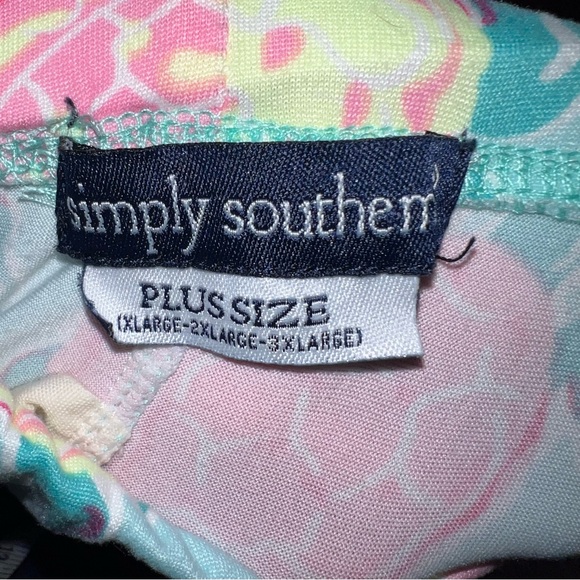 simply southern
PLUS SIZE
(XLARGE-2XLARGE-3XLARGE)